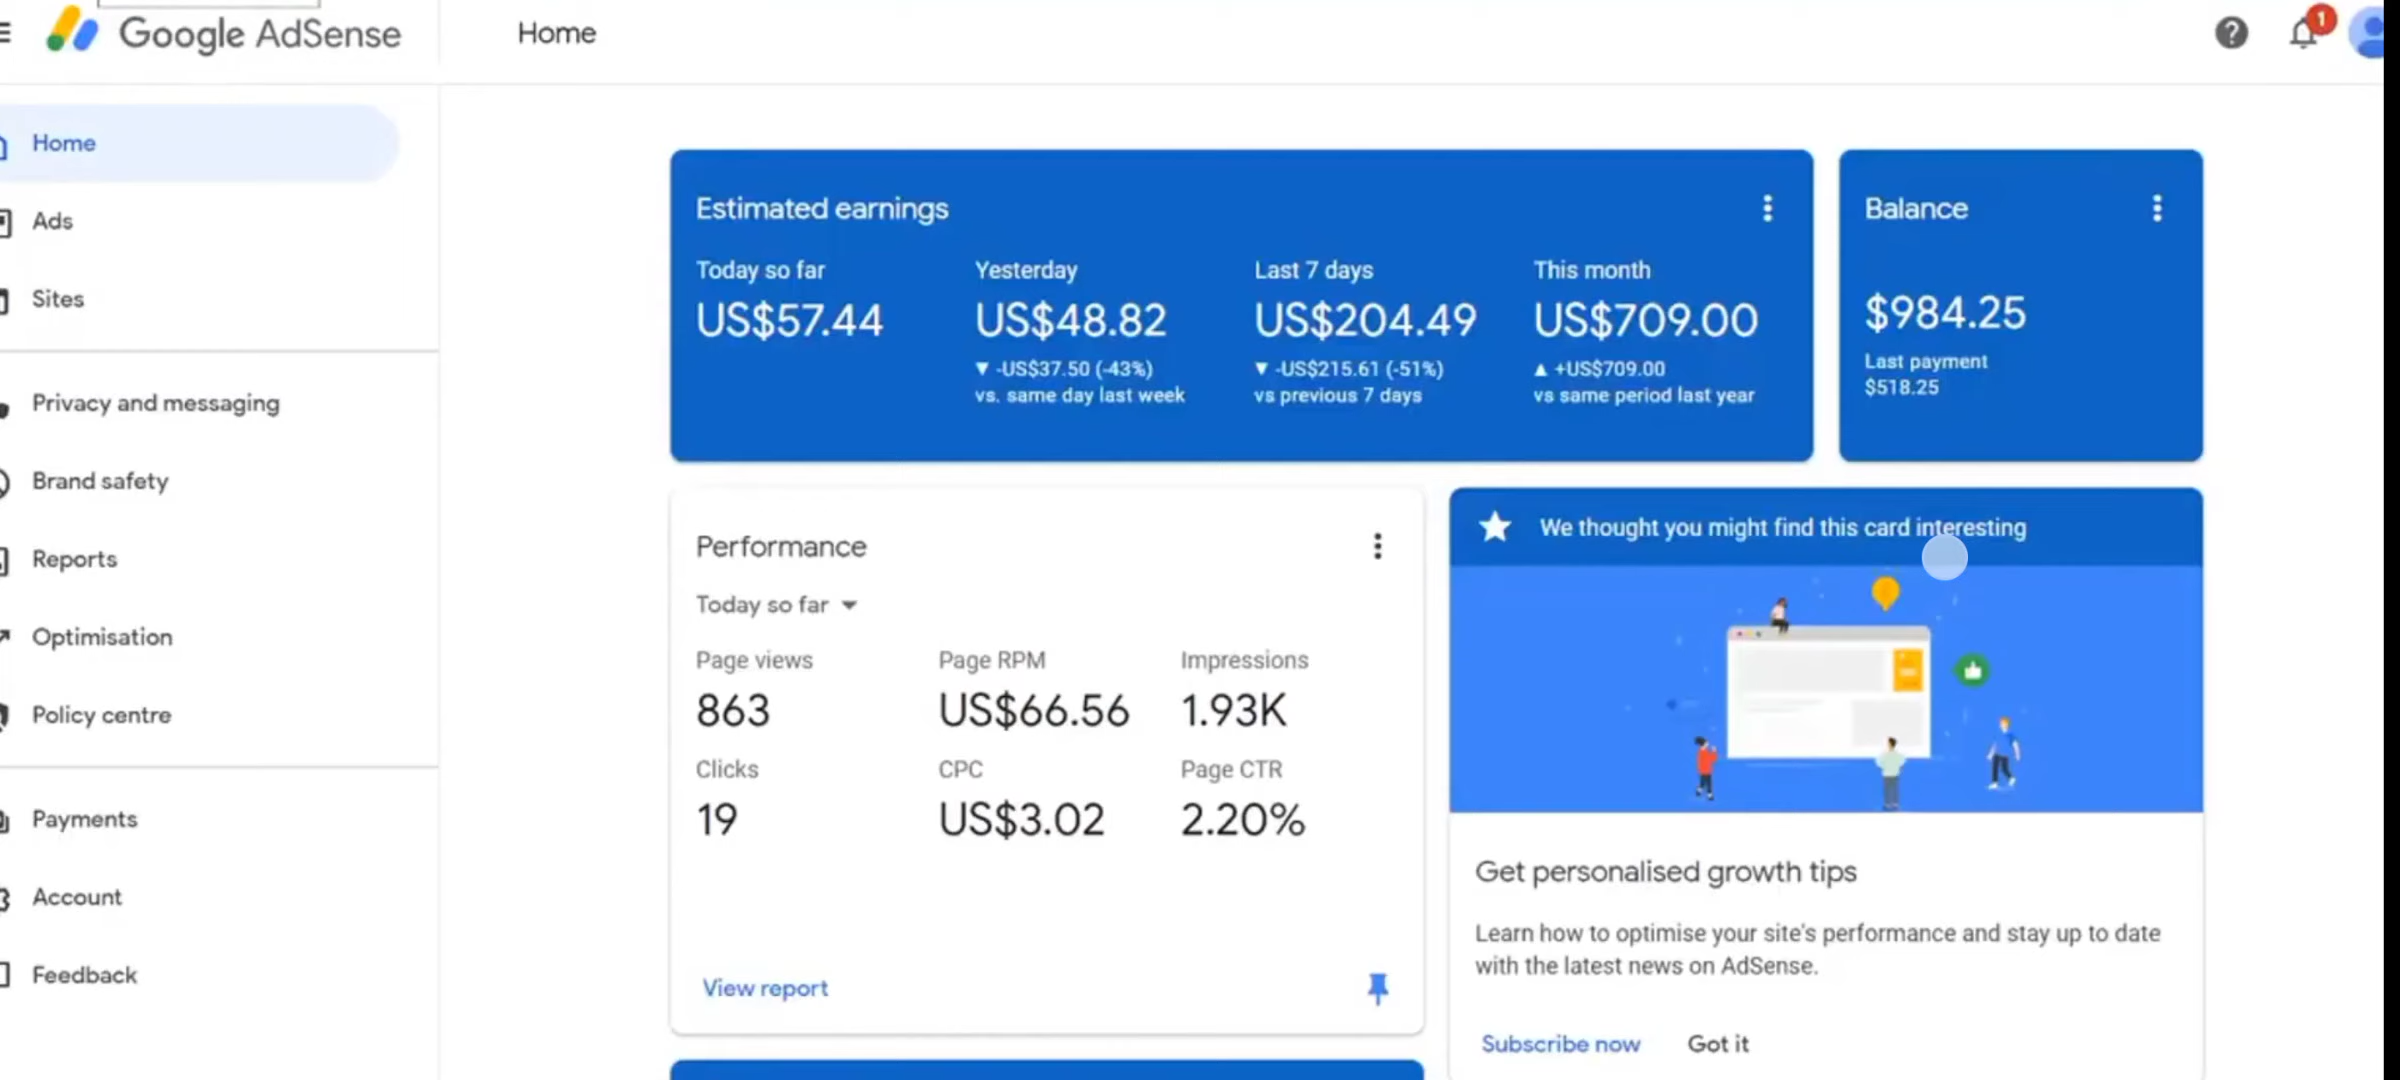 Google AdSense
Home
1
Home
Ads
Sites
Privacy and messaging
Brand safety
Reports
Optimisation
Policy centre
Payments
Account
Feedback
Estimated earnings
Today so far
US$57.44
Yesterday
US$48.82
▼ -US$37.50 (-43%)
vs. same day last week
Last 7 days
US$204.49
▼ -US$215.61 (-51%)
vs previous 7 days
This month
US$709.00
▲ +US$709.00
vs same period last year
Balance
$984.25
Last payment
$518.25
Performance
Today so far
Page views
863
Page RPM
US$66.56
Impressions
1.93K
Clicks
19
CPC
US$3.02
Page CTR
2.20%
View report
We thought you might find this card interesting
Get personalised growth tips
Learn how to optimise your site's performance and stay up to date
with the latest news on AdSense.
Subscribe now
Got it